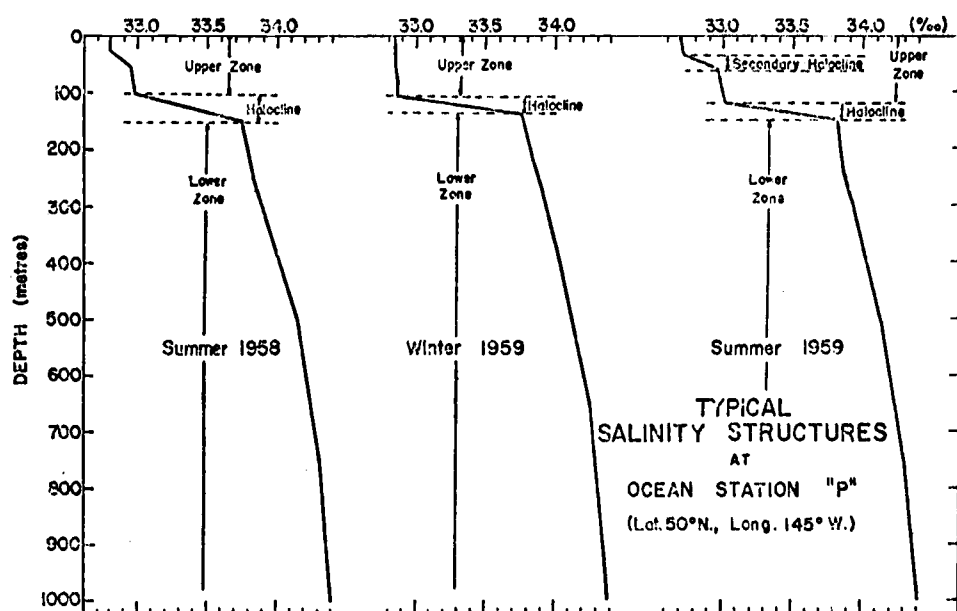 33.0 33.5 34.0 33.0 33.5 34.0 33.0 33.5 34.0 (‰)
0
100
200
300
400
500
600
700
800
900
1000
DEPTH (metres)
Upper Zone
Halocline
Lower
Zone
Summer 1958
Upper Zone
Halocline
Lower
Zone
Winter 1959
Secondary Halocline
Upper
Zone
Halocline
Lower
Zone
Summer 1959
TYPICAL
SALINITY STRUCTURES
AT
OCEAN STATION "P"
(Lat. 50° N., Long. 145° W.)